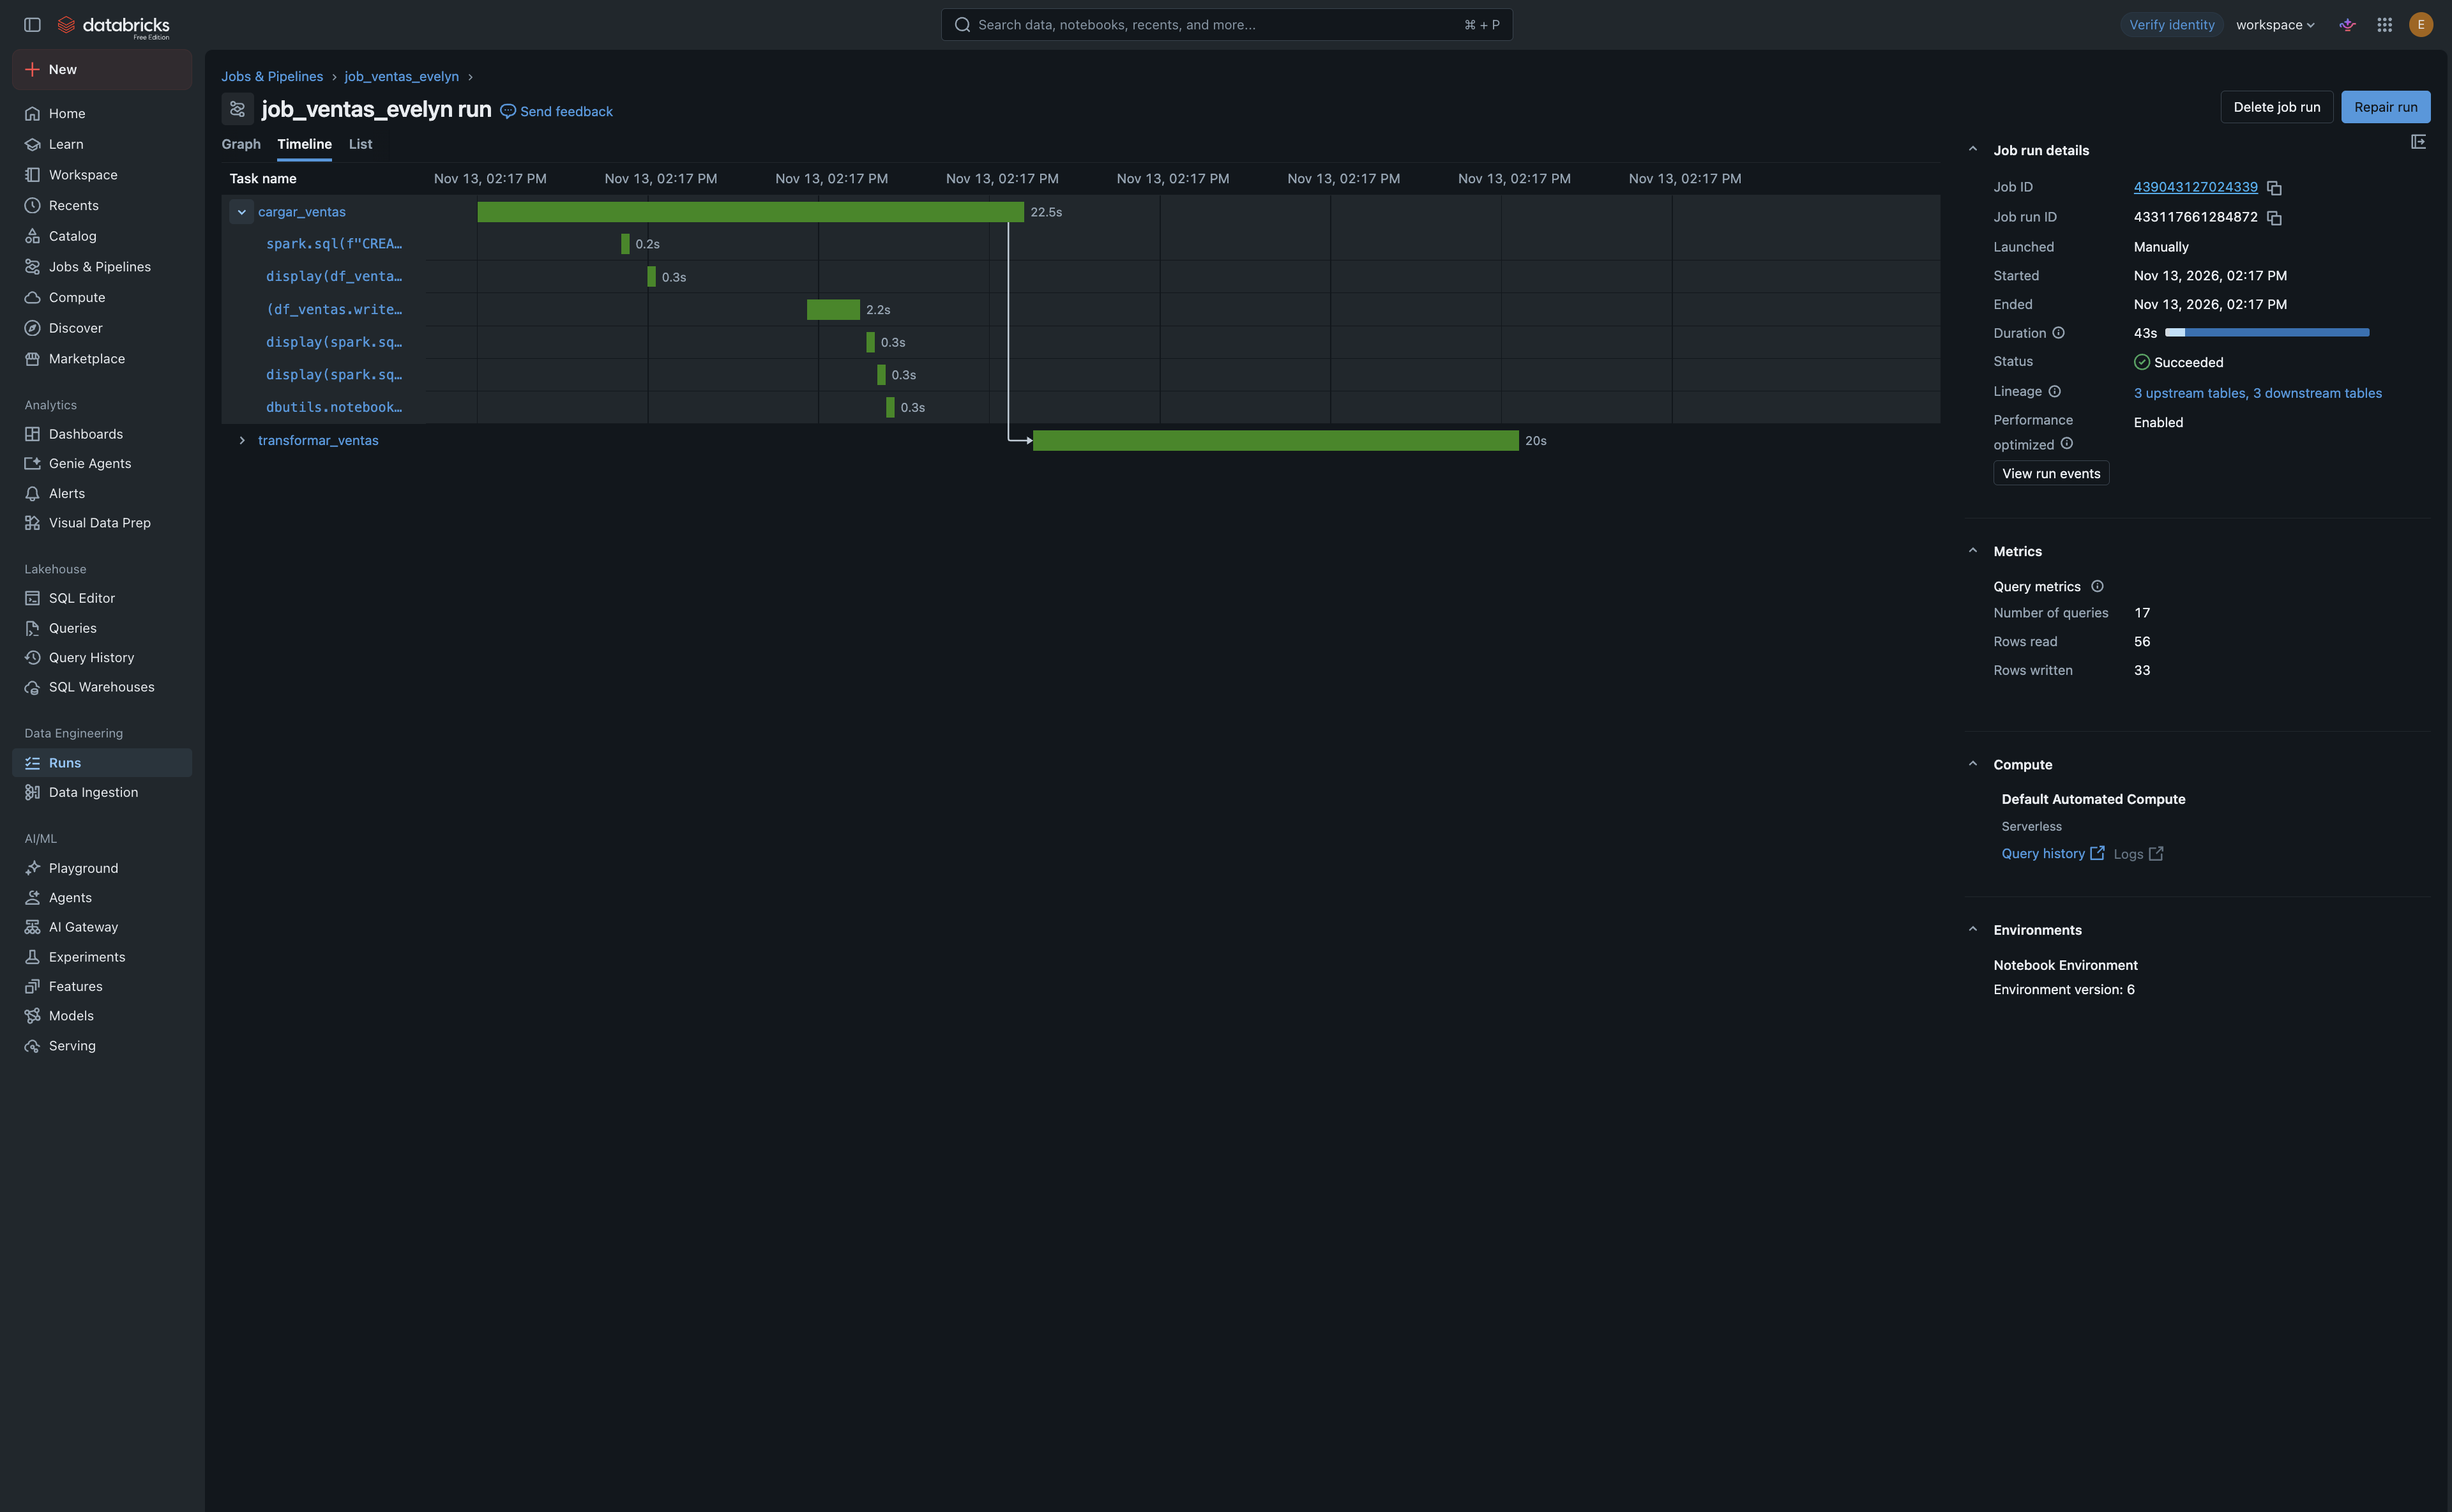 databricks
Free Edition
Search data, notebooks, recents, and more...
⌘ + P
Verify identity
workspace
E
New
Home
Learn
Workspace
Recents
Catalog
Jobs & Pipelines
Compute
Discover
Marketplace
Analytics
Dashboards
Genie Agents
Alerts
Visual Data Prep
Lakehouse
SQL Editor
Queries
Query History
SQL Warehouses
Data Engineering
Runs
Data Ingestion
AI/ML
Playground
Agents
AI Gateway
Experiments
Features
Models
Serving
Jobs & Pipelines › job_ventas_evelyn ›
job_ventas_evelyn run
Send feedback
Delete job run
Repair run
Graph
Timeline
List
Task name
Nov 13, 02:17 PM
Nov 13, 02:17 PM
Nov 13, 02:17 PM
Nov 13, 02:17 PM
Nov 13, 02:17 PM
Nov 13, 02:17 PM
Nov 13, 02:17 PM
Nov 13, 02:17 PM
cargar_ventas 22.5s
spark.sql(f"CREA… 0.2s
display(df_venta… 0.3s
(df_ventas.write… 2.2s
display(spark.sq… 0.3s
display(spark.sq… 0.3s
dbutils.notebook… 0.3s
transformar_ventas 20s
Job run details
Job ID 439043127024339
Job run ID 433117661284872
Launched Manually
Started Nov 13, 2026, 02:17 PM
Ended Nov 13, 2026, 02:17 PM
Duration 43s
Status Succeeded
Lineage 3 upstream tables, 3 downstream tables
Performance Enabled
optimized
View run events
Metrics
Query metrics
Number of queries 17
Rows read 56
Rows written 33
Compute
Default Automated Compute
Serverless
Query history Logs
Environments
Notebook Environment
Environment version: 6